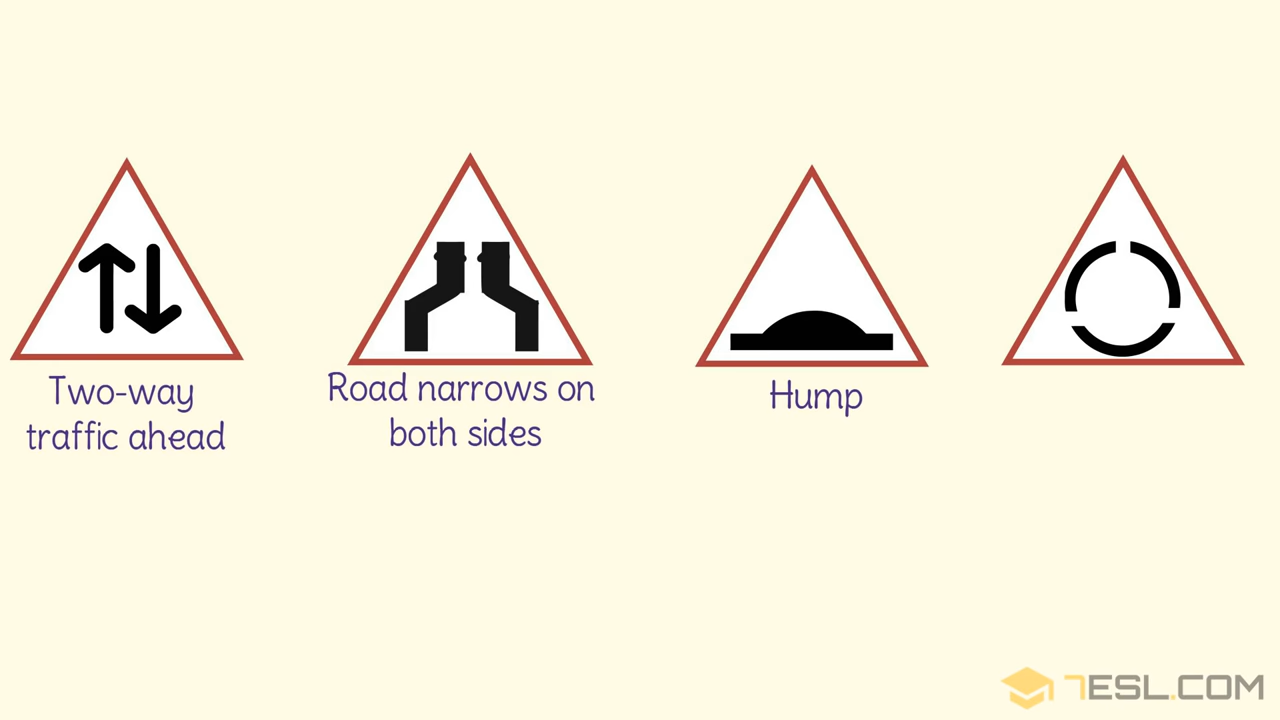 Two-way
traffic ahead
Road narrows on
both sides
Hump
7ESL.COM